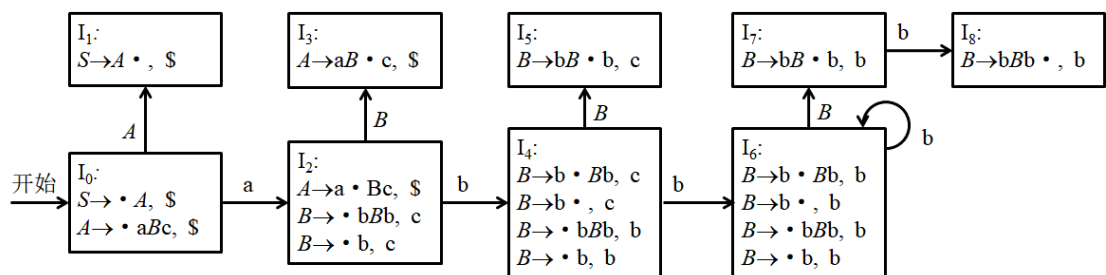 I₁:
S→A·, $
I₃:
A→aB·c, $
I₅:
B→bB·b, c
I₇:
B→bB·b, b
b
I₈:
B→bBb·, b
A
B
B
B
b
开始
I₀:
S→·A, $
A→·aBc, $
a
I₂:
A→a·Bc, $
B→·bBb, c
B→·b, c
b
I₄:
B→b·Bb, c
B→b·, c
B→·bBb, b
B→·b, b
b
I₆:
B→b·Bb, b
B→b·, b
B→·bBb, b
B→·b, b